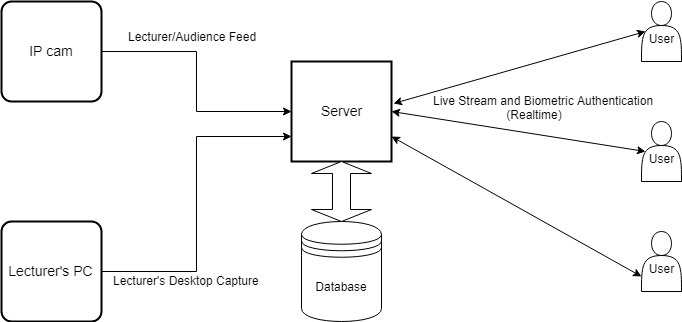 IP cam
Lecturer/Audience Feed
User
Server
Live Stream and Biometric Authentication
(Realtime)
User
Lecturer's PC
Lecturer's Desktop Capture
Database
User